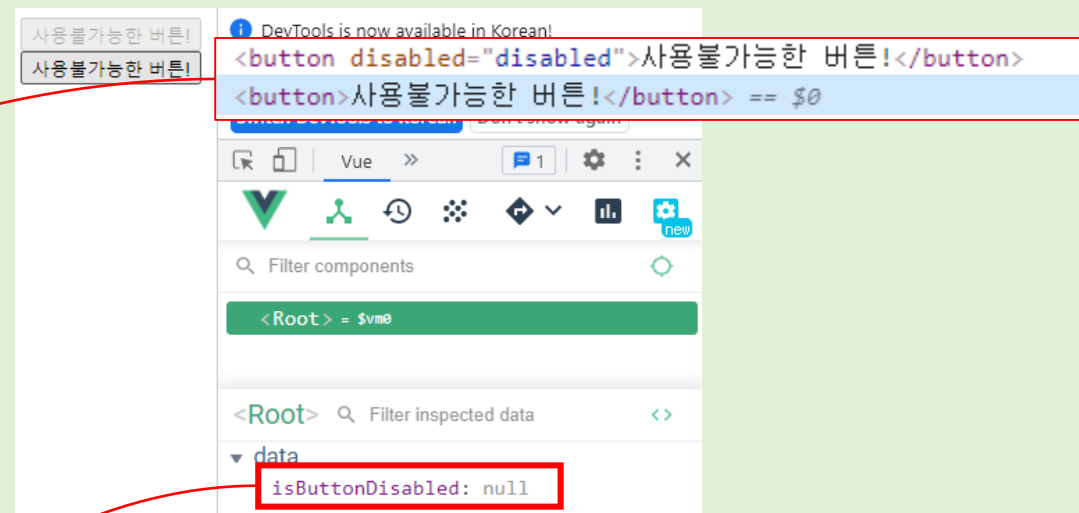 사용불가능한 버튼!
사용불가능한 버튼!
DevTools is now available in Korean!
<button disabled="disabled">사용불가능한 버튼!</button>
<button>사용불가능한 버튼!</button> == $0
Don't show again
Vue » 1
new
Filter components
<Root> = $vm0
<Root> Filter inspected data
data
isButtonDisabled: null